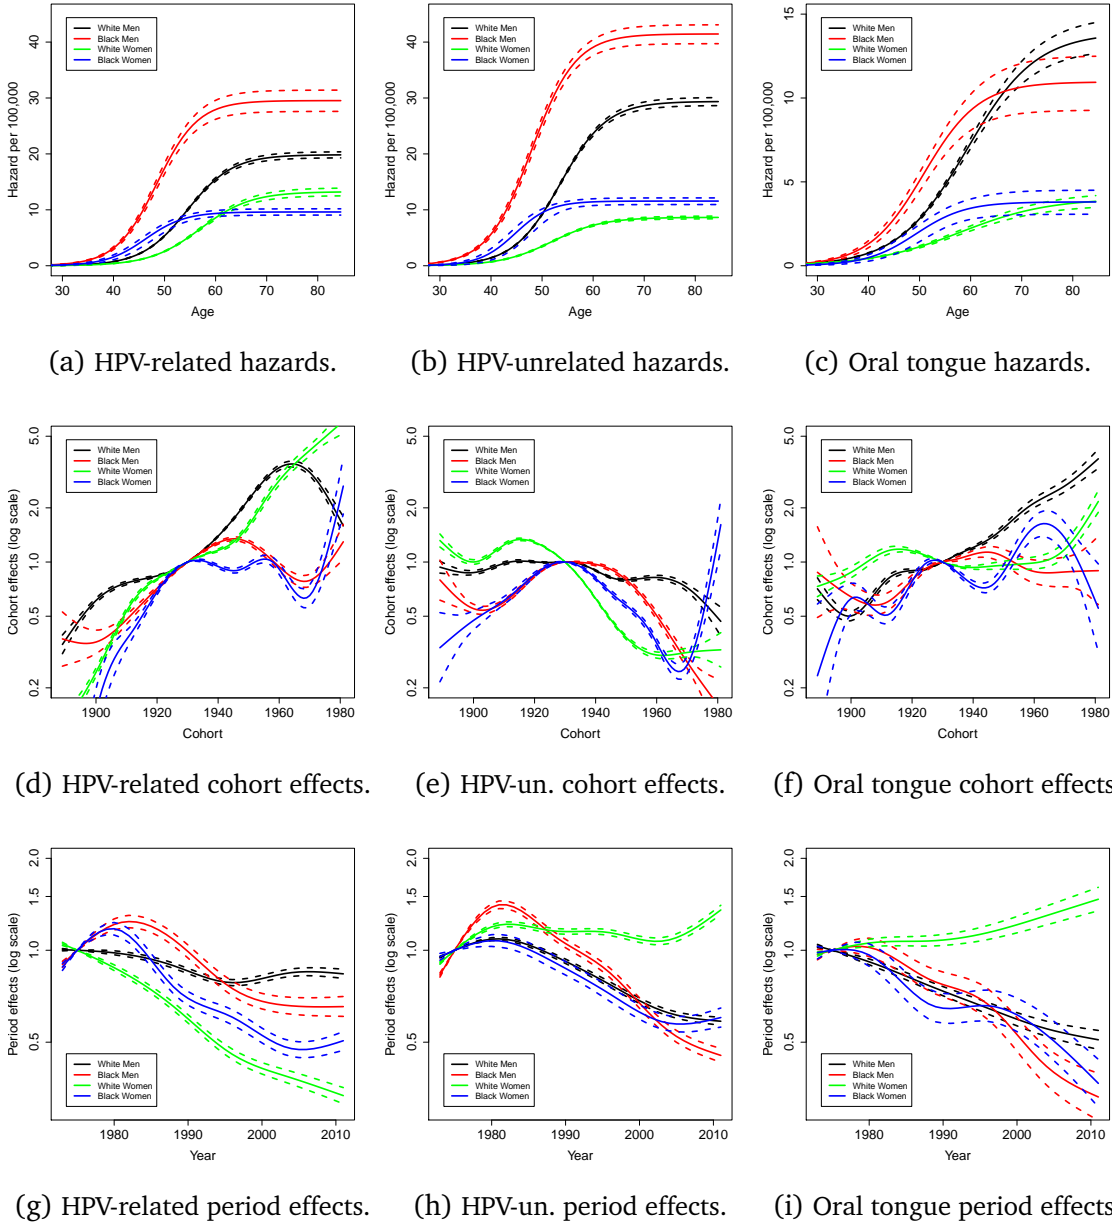 Hazard per 100,000
0 10 20 30 40
White Men
Black Men
White Women
Black Women
30 40 50 60 70 80
Age
(a) HPV-related hazards.
Hazard per 100,000
0 10 20 30 40
White Men
Black Men
White Women
Black Women
30 40 50 60 70 80
Age
(b) HPV-unrelated hazards.
Hazard per 100,000
0 5 10 15
White Men
Black Men
White Women
Black Women
30 40 50 60 70 80
Age
(c) Oral tongue hazards.
Cohort effects (log scale)
0.2 0.5 1.0 2.0 5.0
White Men
Black Men
White Women
Black Women
1900 1920 1940 1960 1980
Cohort
(d) HPV-related cohort effects.
Cohort effects (log scale)
0.2 0.5 1.0 2.0 5.0
White Men
Black Men
White Women
Black Women
1900 1920 1940 1960 1980
Cohort
(e) HPV-un. cohort effects.
Cohort effects (log scale)
0.2 0.5 1.0 2.0 5.0
White Men
Black Men
White Women
Black Women
1900 1920 1940 1960 1980
Cohort
(f) Oral tongue cohort effects
Period effects (log scale)
0.5 1.0 1.5 2.0
White Men
Black Men
White Women
Black Women
1980 1990 2000 2010
Year
(g) HPV-related period effects.
Period effects (log scale)
0.5 1.0 1.5 2.0
White Men
Black Men
White Women
Black Women
1980 1990 2000 2010
Year
(h) HPV-un. period effects.
Period effects (log scale)
0.5 1.0 1.5 2.0
White Men
Black Men
White Women
Black Women
1980 1990 2000 2010
Year
(i) Oral tongue period effects